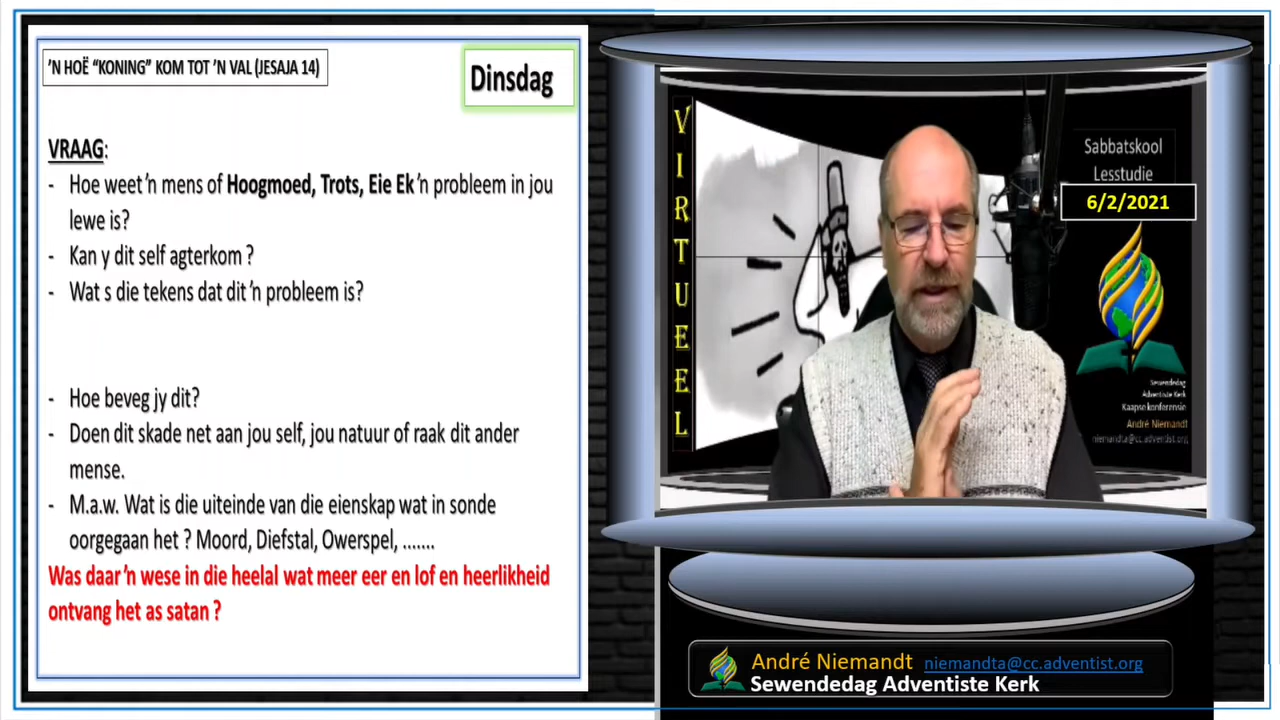 'N HOË "KONING" KOM TOT 'N VAL (JESAJA 14)
Dinsdag
VRAAG:
- Hoe weet 'n mens of Hoogmoed, Trots, Eie Ek 'n probleem in jou
lewe is?
- Kan y dit self agterkom ?
- Wat s die tekens dat dit 'n probleem is?
- Hoe beveg jy dit?
- Doen dit skade net aan jou self, jou natuur of raak dit ander
mense.
- M.a.w. Wat is die uiteinde van die eienskap wat in sonde
oorgegaan het ? Moord, Diefstal, Owerspel, .......
Was daar 'n wese in die heelal wat meer eer en lof en heerlikheid
ontvang het as satan ?
VIRTUEEL
Sabbatskool
Lesstudie
6/2/2021
Sewendedag
Adventiste Kerk
Kaapse konferensie
André Niemandt
niemandta@cc.adventist.org
André Niemandt niemandta@cc.adventist.org
Sewendedag Adventiste Kerk